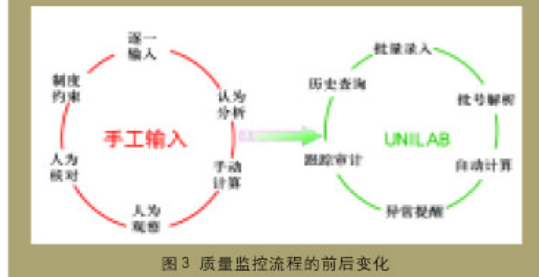 逐一
输入
认为
分析
手动
计算
人为
观察
人为
核对
制度
约束
手工输入
批量录入
批号解析
自动计算
异常提醒
跟踪审计
历史查询
UNILAB
图3 质量监控流程的前后变化